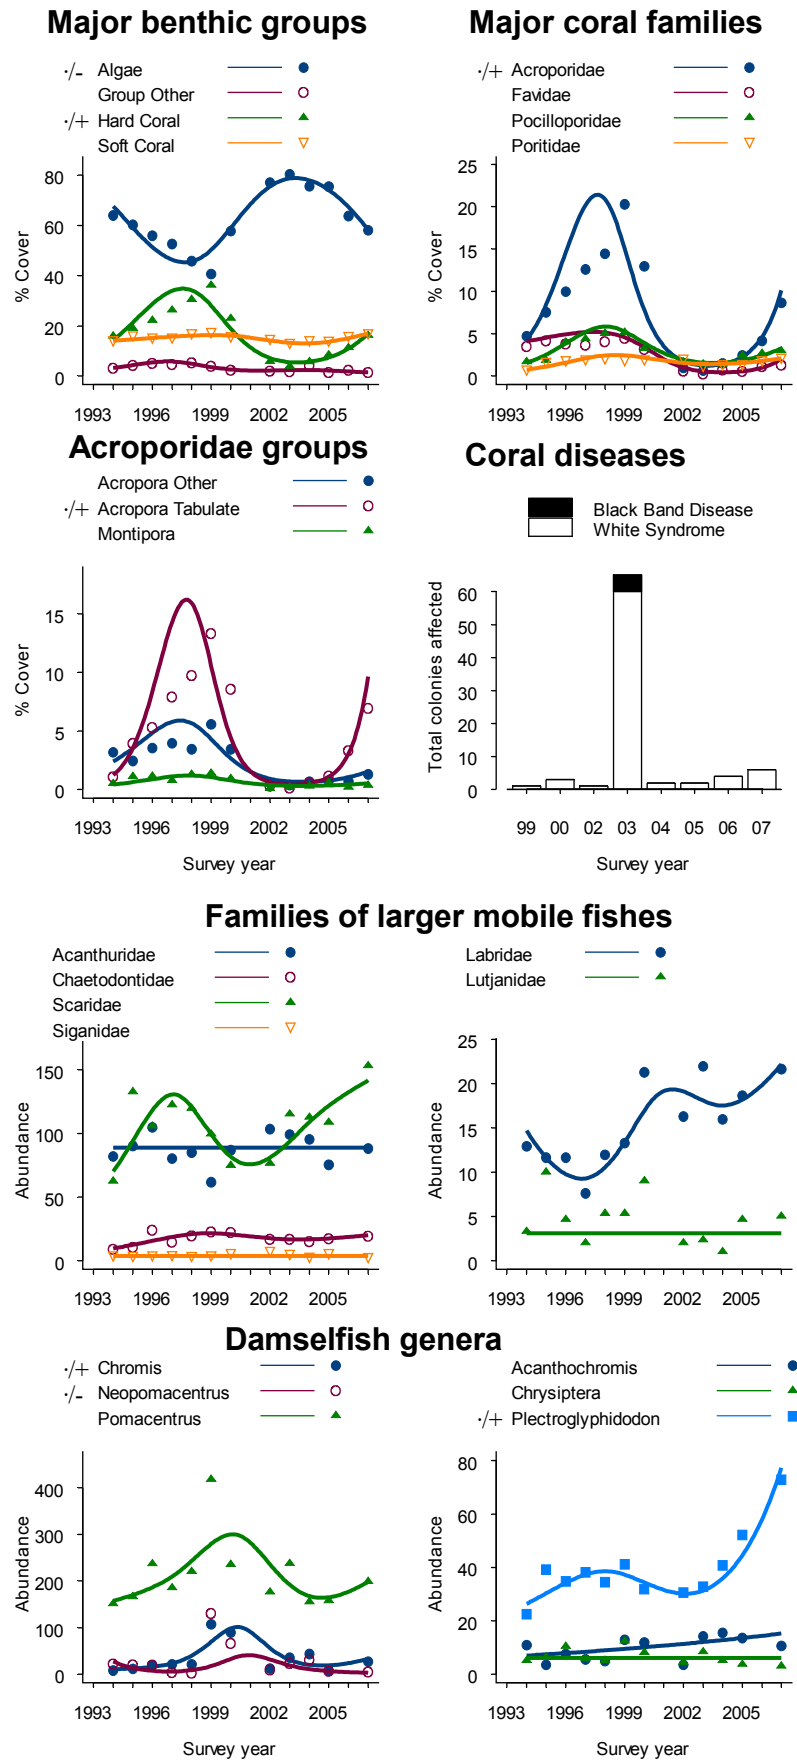 Major benthic groups
·/- Algae
Group Other
·/+ Hard Coral
Soft Coral
80
60
40
20
0
% Cover
1993 1996 1999 2002 2005
Major coral families
·/+ Acroporidae
Favidae
Pocilloporidae
Poritidae
25
20
15
10
5
0
% Cover
1993 1996 1999 2002 2005
Acroporidae groups
Acropora Other
·/+ Acropora Tabulate
Montipora
15
10
5
0
% Cover
1993 1996 1999 2002 2005
Survey year
Coral diseases
Black Band Disease
White Syndrome
60
50
40
30
20
10
0
Total colonies affected
99 00 02 03 04 05 06 07
Survey year
Families of larger mobile fishes
Acanthuridae
Chaetodontidae
Scaridae
Siganidae
150
100
50
0
Abundance
1993 1996 1999 2002 2005
Labridae
Lutjanidae
25
20
15
10
5
0
Abundance
1993 1996 1999 2002 2005
Damselfish genera
·/+ Chromis
·/- Neopomacentrus
Pomacentrus
400
300
200
100
0
Abundance
1993 1996 1999 2002 2005
Survey year
Acanthochromis
Chrysiptera
·/+ Plectroglyphidodon
80
60
40
20
0
Abundance
1993 1996 1999 2002 2005
Survey year